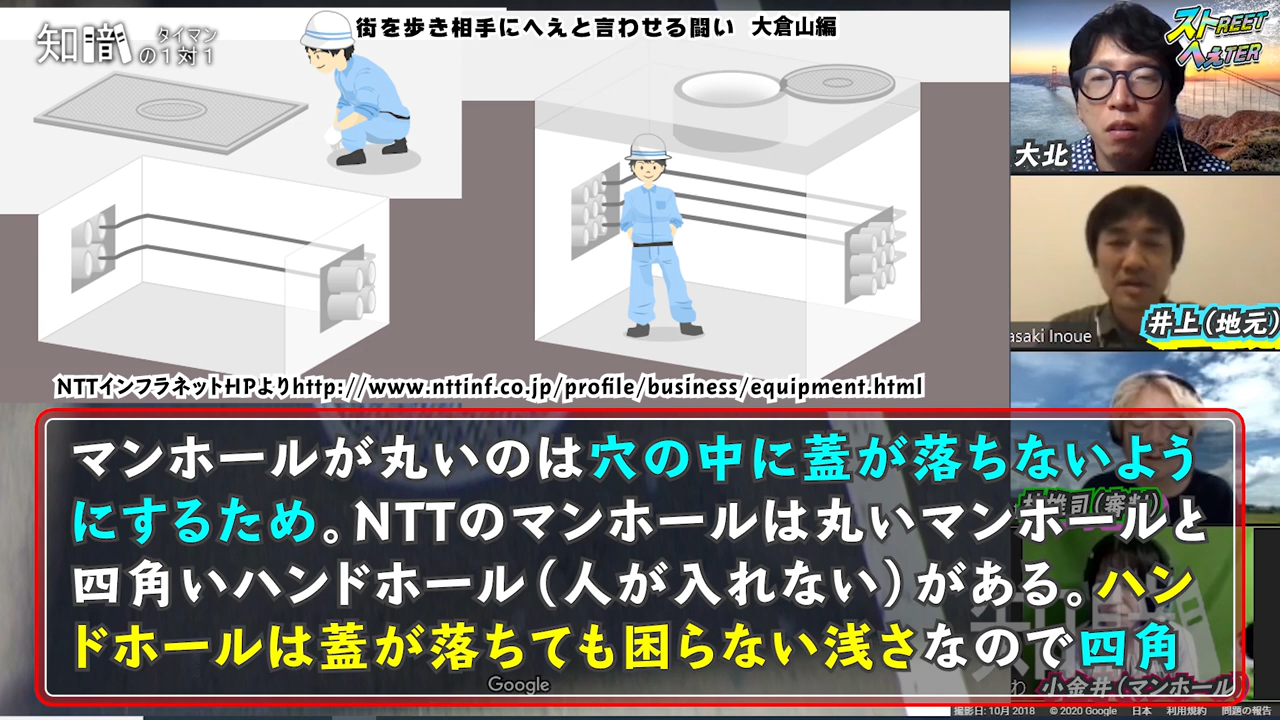 知識の
タイマン
1対1
街を歩き相手にへえと言わせる闘い 大倉山編
ストREET
へぇTER
大北
井上(地元)
asaki Inoue
NTTインフラネットHPよりhttp://www.nttinf.co.jp/profile/business/equipment.html
マンホールが丸いのは穴の中に蓋が落ちないよう
にするため。NTTのマンホールは丸いマンホールと
四角いハンドホール(人が入れない)がある。ハン
ドホールは蓋が落ちても困らない浅さなので四角
雄司(審判)
小金井(マンホール)
Google
撮影日: 10月 2018 © 2020 Google 日本 利用規約 問題の報告